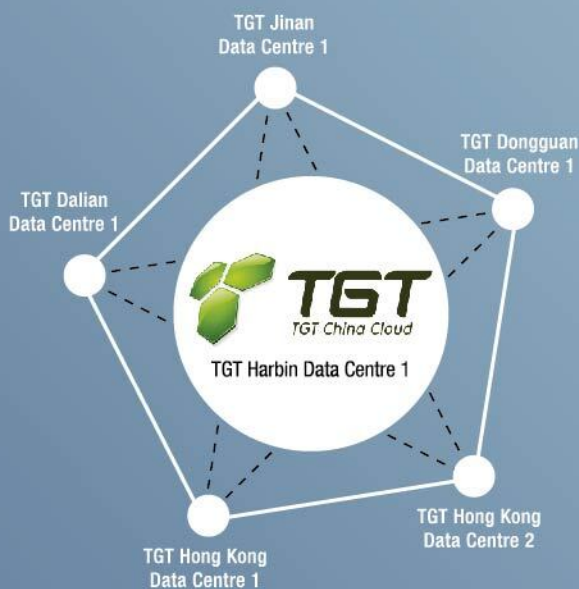 TGT Jinan
Data Centre 1
TGT Dongguan
Data Centre 1
TGT Dalian
Data Centre 1
TGT
TGT China Cloud
TGT Harbin Data Centre 1
TGT Hong Kong
Data Centre 2
TGT Hong Kong
Data Centre 1